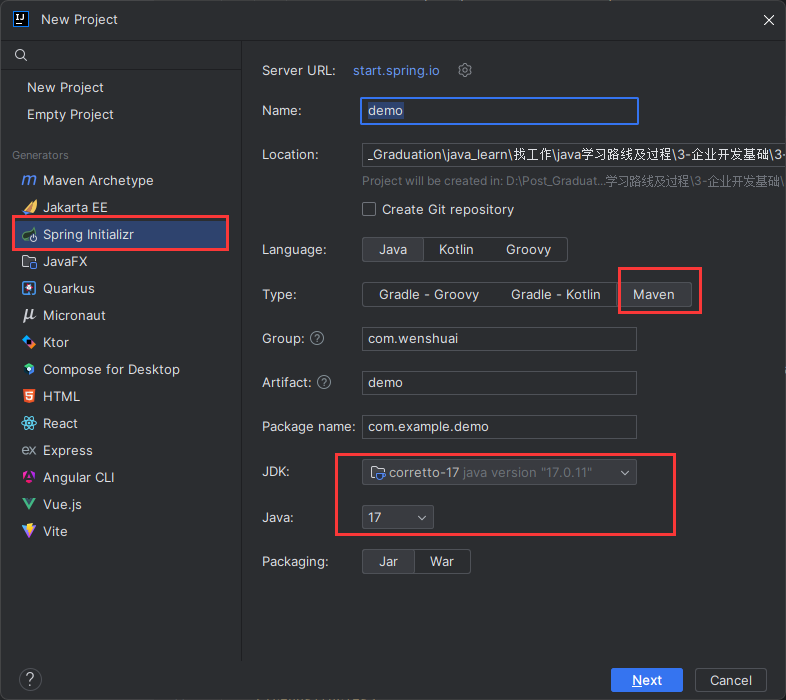 New Project
New Project
Empty Project
Generators
Maven Archetype
Jakarta EE
Spring Initializr
JavaFX
Quarkus
Micronaut
Ktor
Compose for Desktop
HTML
React
Express
Angular CLI
Vue.js
Vite
Server URL: start.spring.io
Name: demo
Location: _Graduation\java_learn\找工作\java学习路线及过程\3-企业开发基础\3-
Project will be created in: D:\Post_Graduat...学习路线及过程\3-企业开发基础\
Create Git repository
Language: Java Kotlin Groovy
Type: Gradle - Groovy Gradle - Kotlin Maven
Group: com.wenshuai
Artifact: demo
Package name: com.example.demo
JDK: corretto-17 java version "17.0.11"
Java: 17
Packaging: Jar War
? Next Cancel